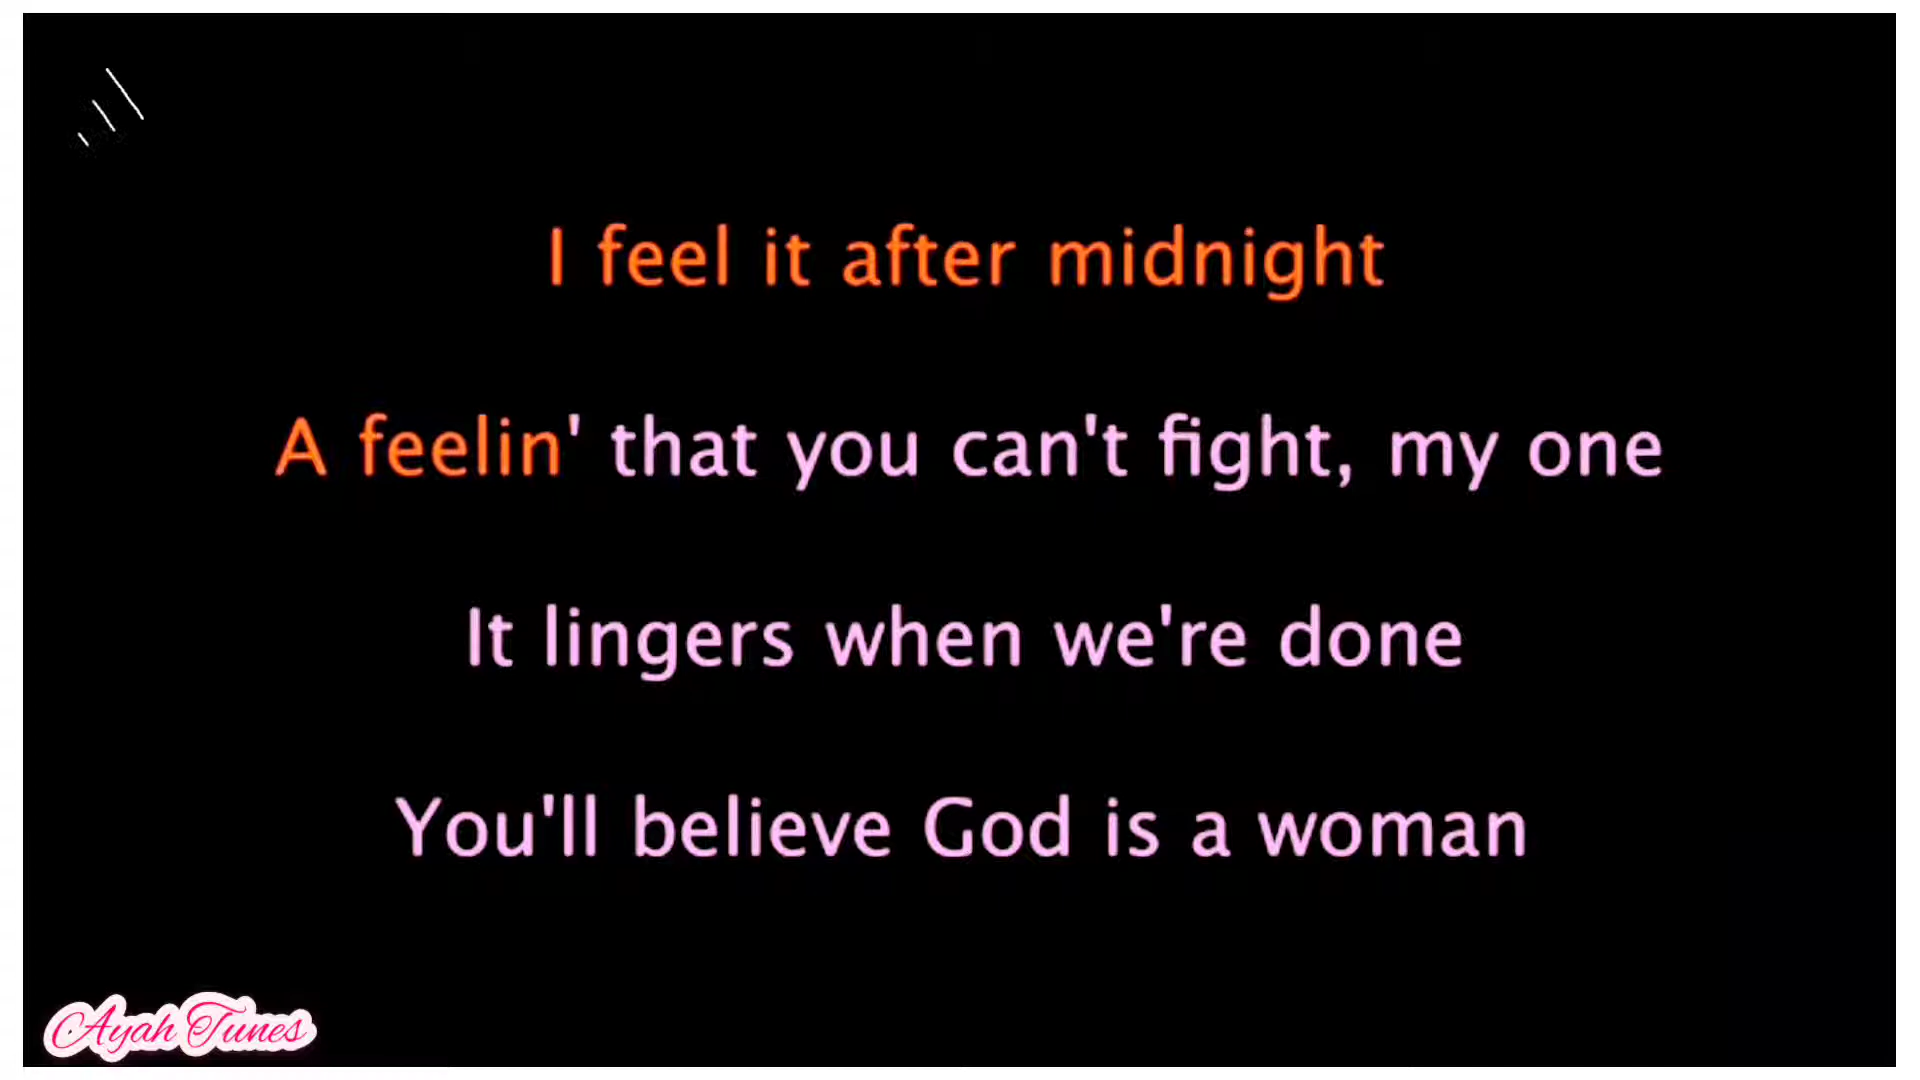 I feel it after midnight
A feelin' that you can't fight, my one
It lingers when we're done
You'll believe God is a woman
Ayah Tunes